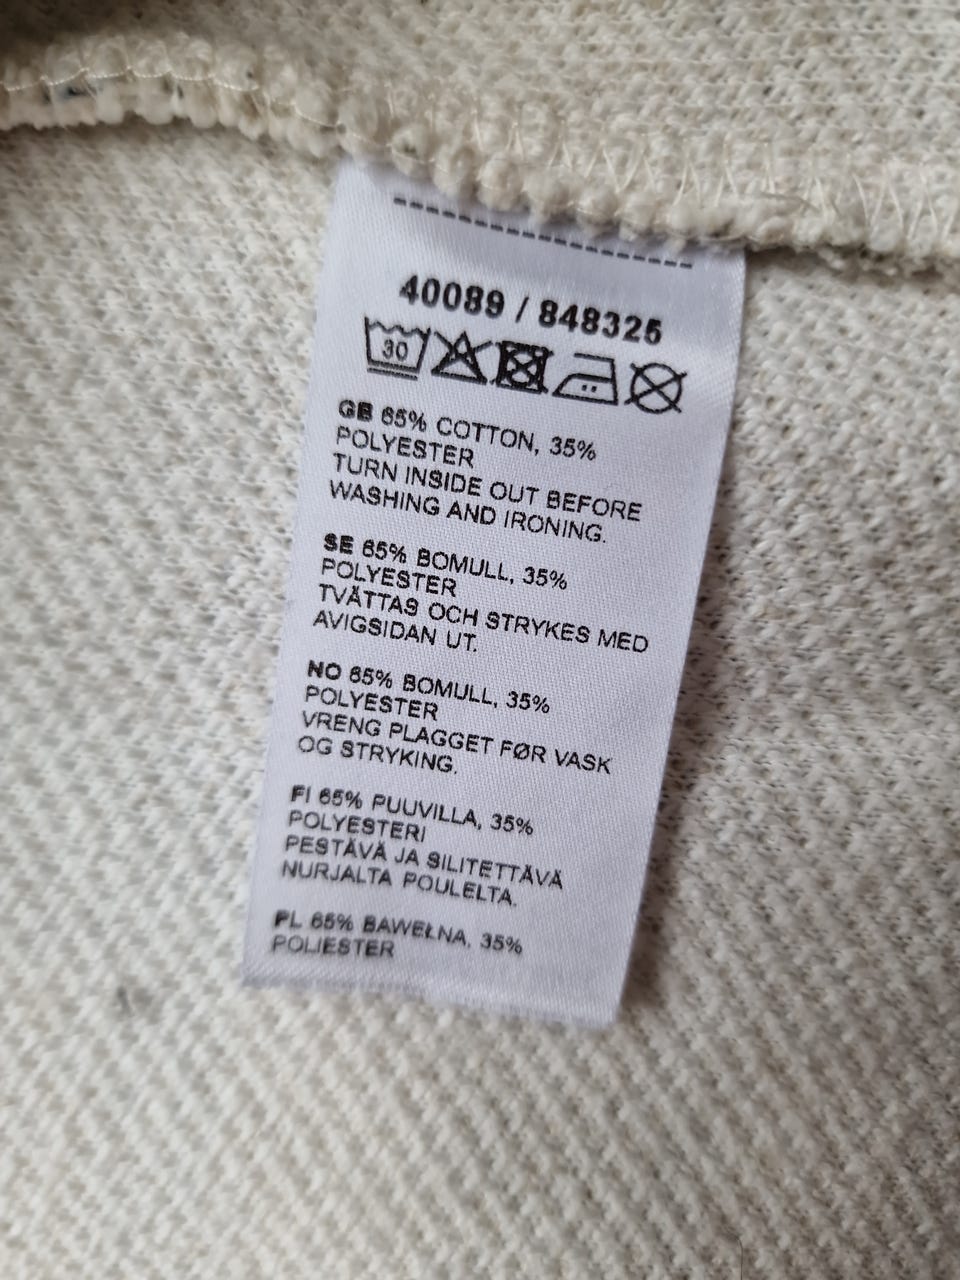 40089 / 848325
30
GB 65% COTTON, 35%
POLYESTER
TURN INSIDE OUT BEFORE
WASHING AND IRONING.
SE 65% BOMULL, 35%
POLYESTER
TVÄTTAS OCH STRYKES MED
AVIGSIDAN UT.
NO 65% BOMULL, 35%
POLYESTER
VRENG PLAGGET FØR VASK
OG STRYKING.
FI 65% PUUVILLA, 35%
POLYESTERI
PESTÄVÄ JA SILITETTÄVÄ
NURJALTA POULELTA.
PL 65% BAWEŁNA, 35%
POLIESTER